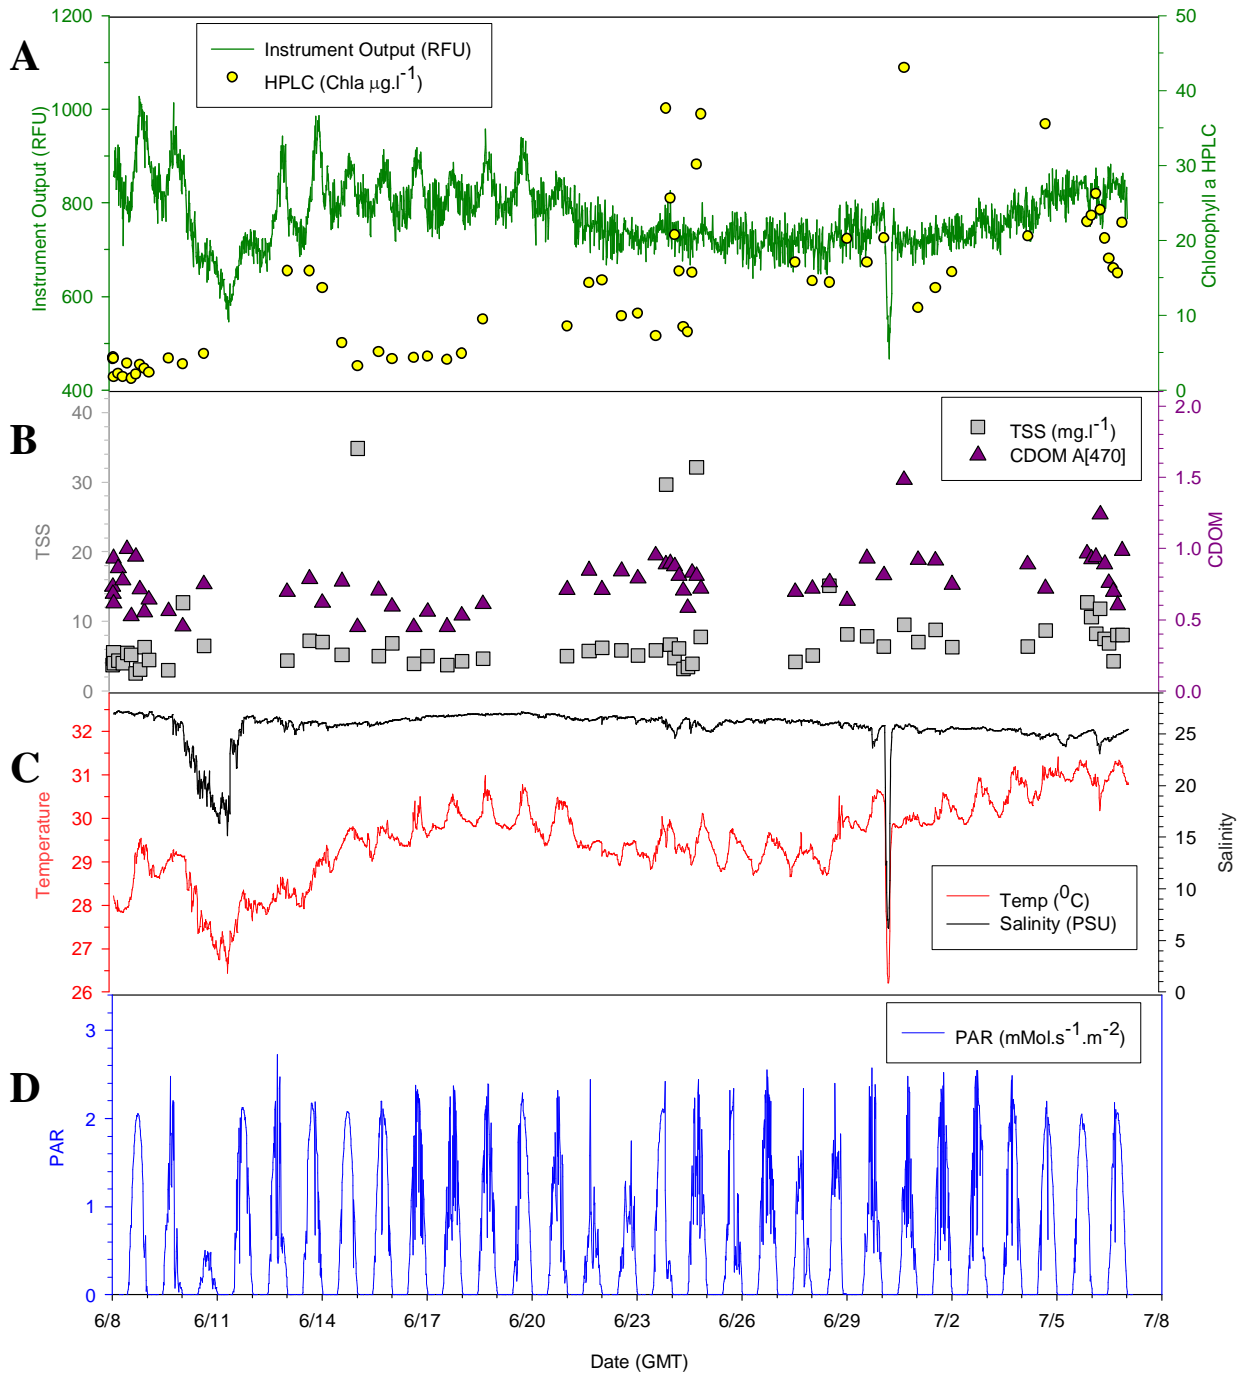 A
Instrument Output (RFU)
HPLC (Chla μg.l⁻¹)
1200
1000
800
600
400
Instrument Output (RFU)
50
40
30
20
10
0
Chlorophyll a HPLC
B
TSS (mg.l⁻¹)
CDOM A[470]
40
30
20
10
0
TSS
2.0
1.5
1.0
0.5
0.0
CDOM
C
Temp (⁰C)
Salinity (PSU)
32
31
30
29
28
27
26
Temperature
25
20
15
10
5
0
Salinity
D
PAR (mMol.s⁻¹.m⁻²)
3
2
1
0
PAR
6/8 6/11 6/14 6/17 6/20 6/23 6/26 6/29 7/2 7/5 7/8
Date (GMT)